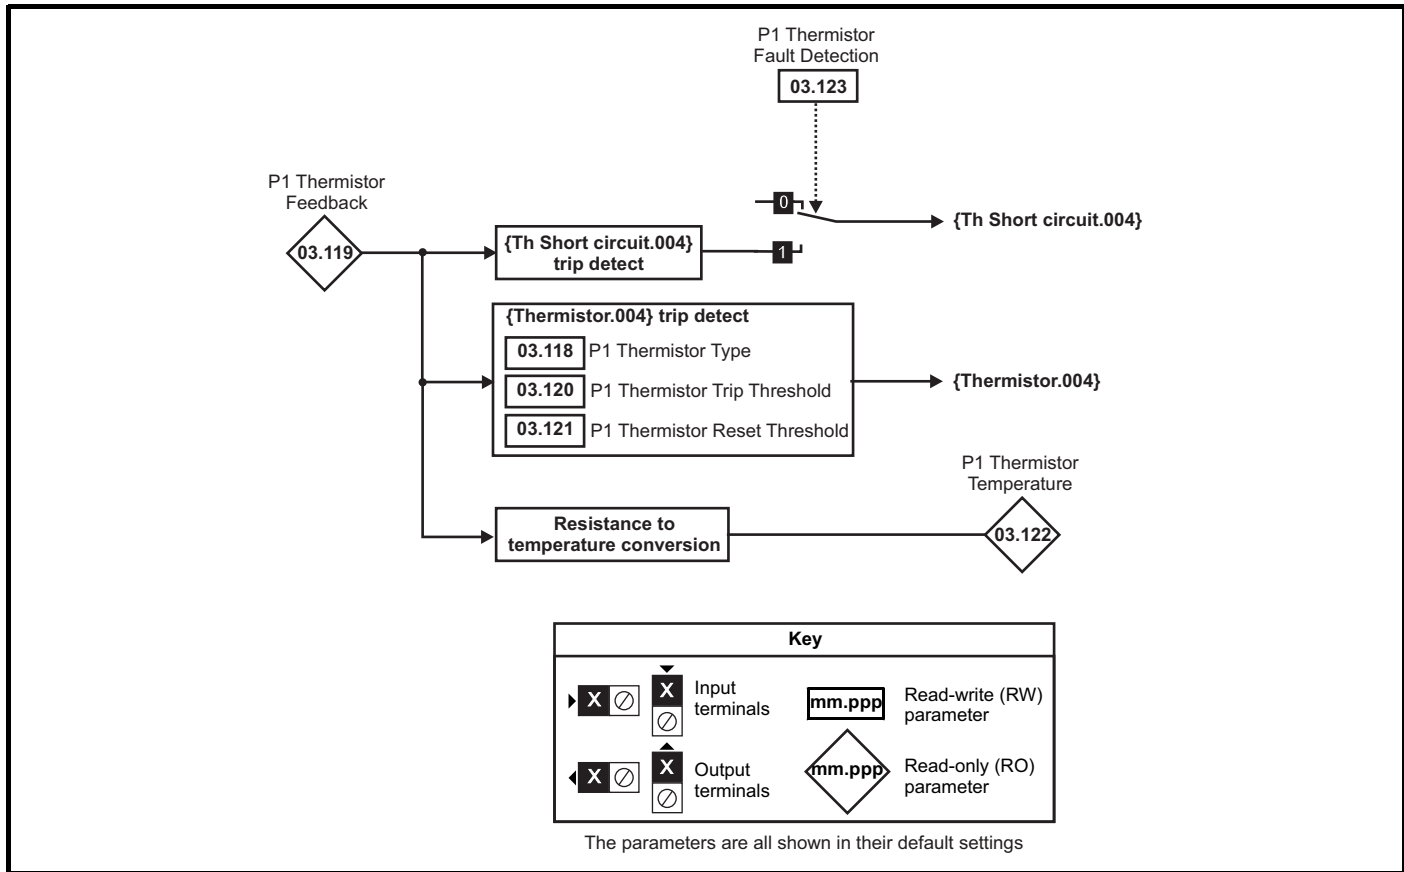 P1 Thermistor
Fault Detection
03.123
P1 Thermistor
Feedback
03.119
0
{Th Short circuit.004}
{Th Short circuit.004}
trip detect
1
{Thermistor.004} trip detect
03.118 P1 Thermistor Type
03.120 P1 Thermistor Trip Threshold
{Thermistor.004}
03.121 P1 Thermistor Reset Threshold
P1 Thermistor
Temperature
Resistance to
temperature conversion
03.122
Key
X
X
Input
terminals
mm.ppp
Read-write (RW)
parameter
X
X
Output
terminals
mm.ppp
Read-only (RO)
parameter
The parameters are all shown in their default settings